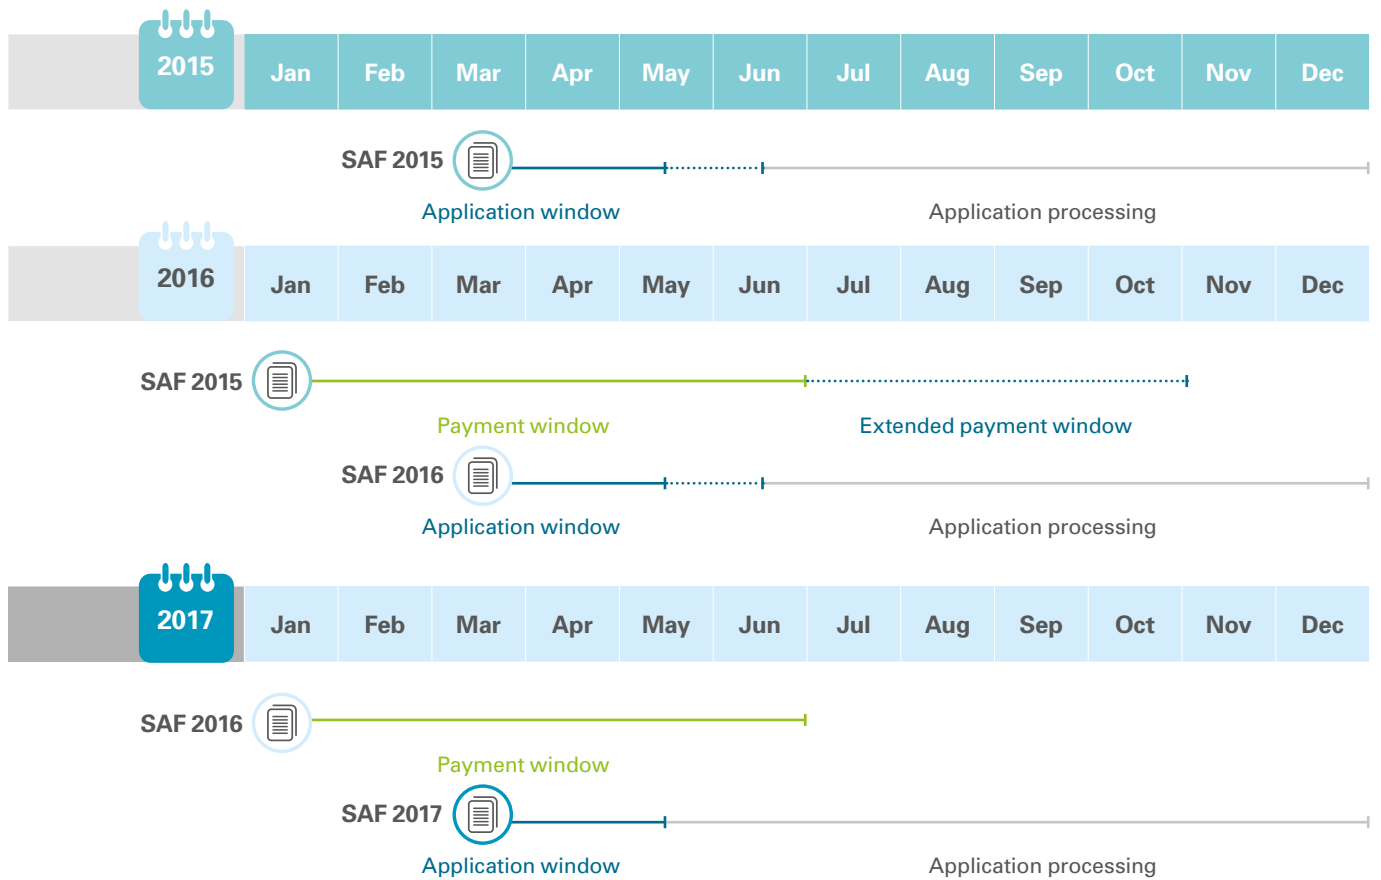 2015 Jan Feb Mar Apr May Jun Jul Aug Sep Oct Nov Dec
SAF 2015
Application window Application processing
2016 Jan Feb Mar Apr May Jun Jul Aug Sep Oct Nov Dec
SAF 2015
Payment window Extended payment window
SAF 2016
Application window Application processing
2017 Jan Feb Mar Apr May Jun Jul Aug Sep Oct Nov Dec
SAF 2016
Payment window
SAF 2017
Application window Application processing